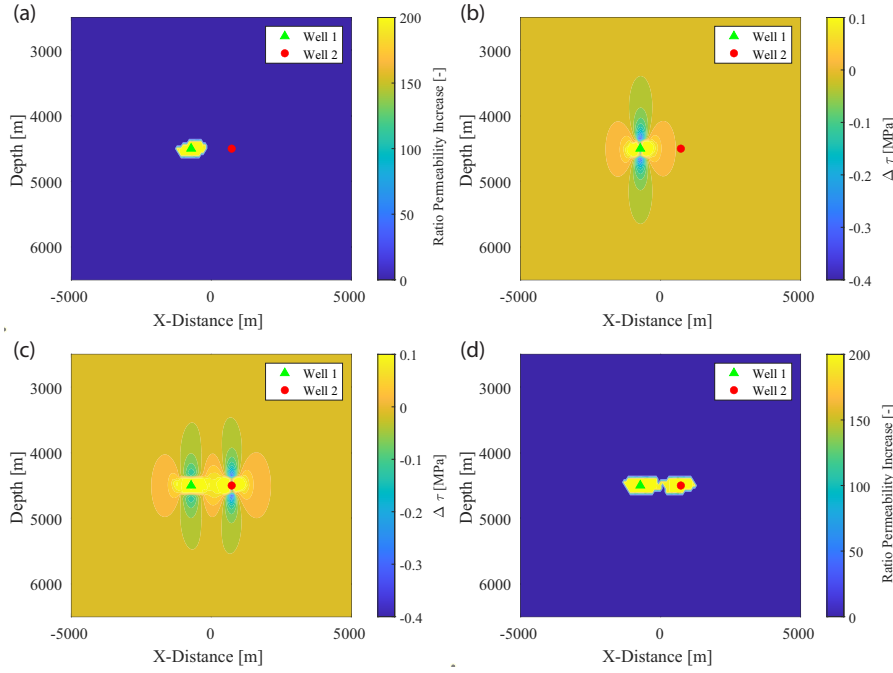 (a)
3000
4000
5000
6000
Depth [m]
-5000 0 5000
X-Distance [m]
Well 1
Well 2
200
150
100
50
0
Ratio Permeability Increase [-]
(b)
3000
4000
5000
6000
Depth [m]
-5000 0 5000
X-Distance [m]
Well 1
Well 2
0.1
0
-0.1
-0.2
-0.3
-0.4
Δ τ [MPa]
(c)
3000
4000
5000
6000
Depth [m]
-5000 0 5000
X-Distance [m]
Well 1
Well 2
0.1
0
-0.1
-0.2
-0.3
-0.4
Δ τ [MPa]
(d)
3000
4000
5000
6000
Depth [m]
-5000 0 5000
X-Distance [m]
Well 1
Well 2
200
150
100
50
0
Ratio Permeability Increase [-]